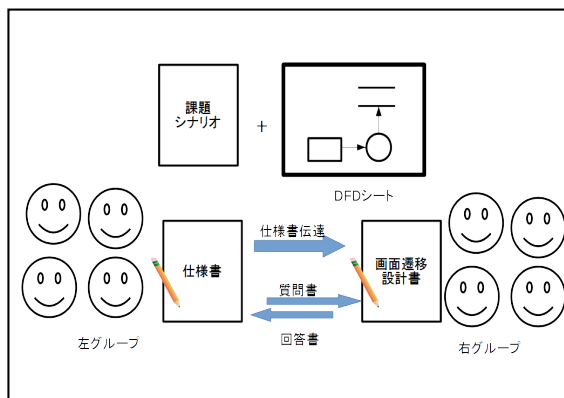 課題
シナリオ
+
DFDシート
仕様書伝達
仕様書
画面遷移
設計書
質問書
回答書
左グループ
右グループ